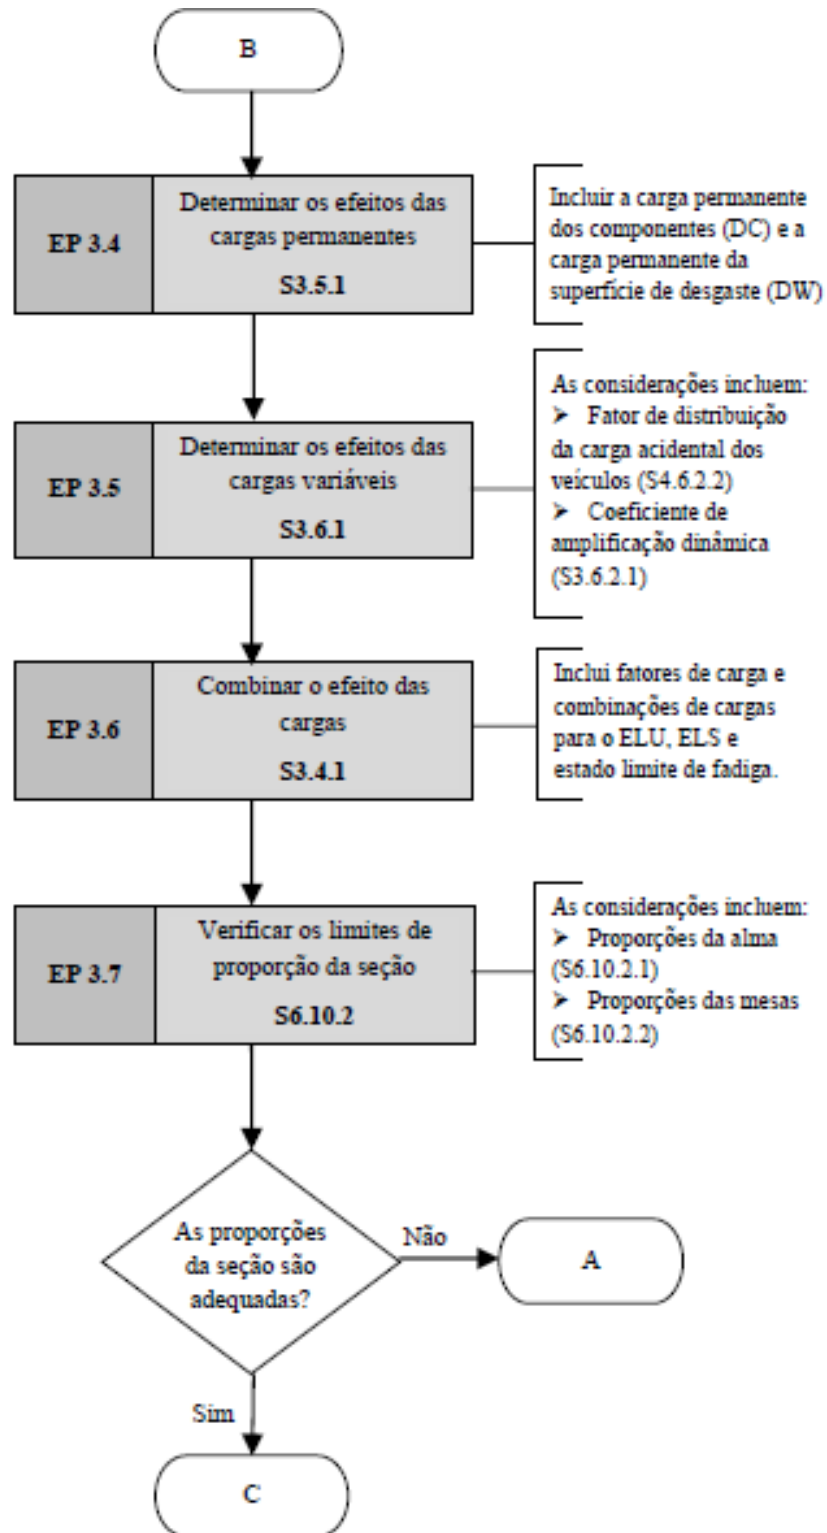 B
EP 3.4
Determinar os efeitos das
cargas permanentes
S3.5.1
Incluir a carga permanente
dos componentes (DC) e a
carga permanente da
superfície de desgaste (DW)
EP 3.5
Determinar os efeitos das
cargas variáveis
S3.6.1
As considerações incluem:
➤ Fator de distribuição
da carga acidental dos
veículos (S4.6.2.2)
➤ Coeficiente de
amplificação dinâmica
(S3.6.2.1)
EP 3.6
Combinar o efeito das
cargas
S3.4.1
Inclui fatores de carga e
combinações de cargas
para o ELU, ELS e
estado limite de fadiga.
EP 3.7
Verificar os limites de
proporção da seção
S6.10.2
As considerações incluem:
➤ Proporções da alma
(S6.10.2.1)
➤ Proporções das mesas
(S6.10.2.2)
As proporções
da seção são
adequadas?
Não
A
Sim
C